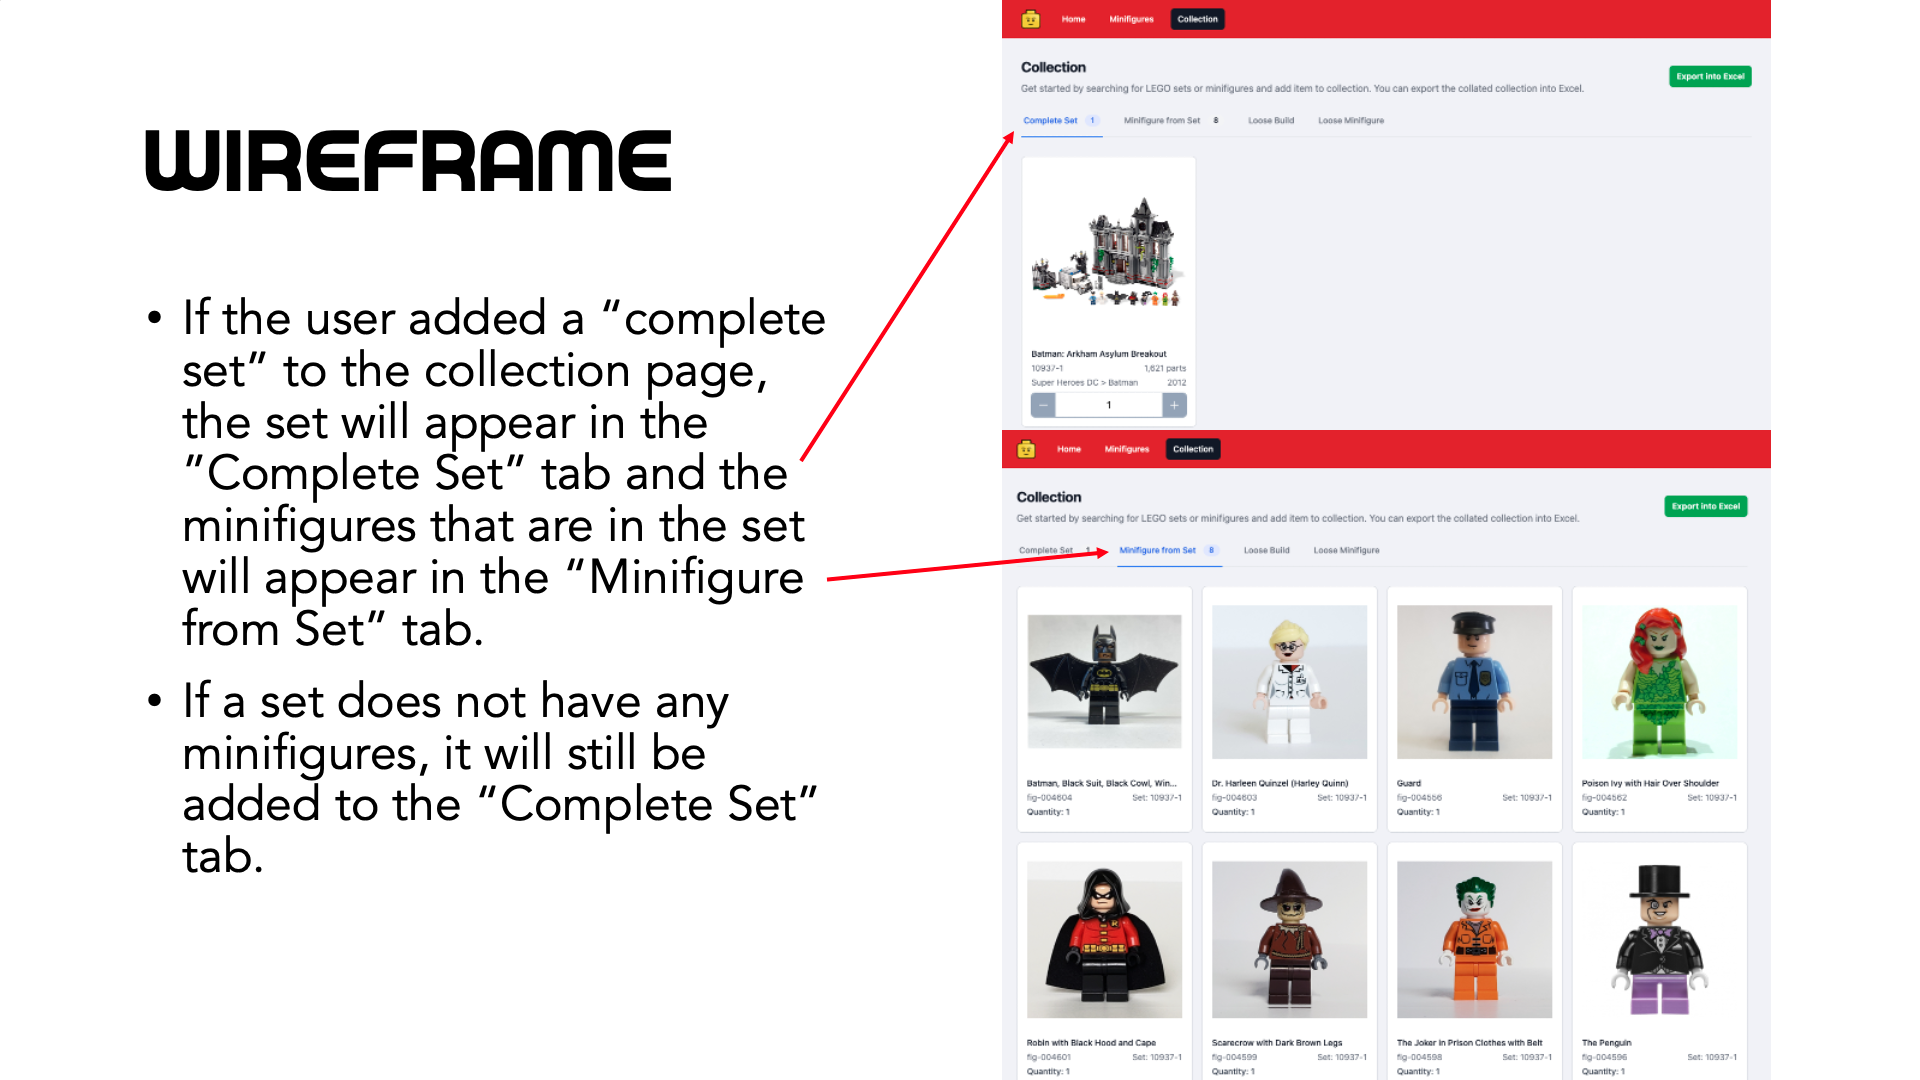 WIREFRAME
• If the user added a “complete
set” to the collection page,
the set will appear in the
”Complete Set” tab and the
minifigures that are in the set
will appear in the “Minifigure
from Set” tab.
• If a set does not have any
minifigures, it will still be
added to the “Complete Set”
tab.
Home Minifigures Collection
Collection
Export into Excel
Get started by searching for LEGO sets or minifigures and add item to collection. You can export the collated collection into Excel.
Complete Set 1 Minifigure from Set 8 Loose Build Loose Minifigure
Batman: Arkham Asylum Breakout
10937-1 1,621 parts
Super Heroes DC > Batman 2012
− 1 +
Home Minifigures Collection
Collection
Export into Excel
Get started by searching for LEGO sets or minifigures and add item to collection. You can export the collated collection into Excel.
Complete Set 1 Minifigure from Set 8 Loose Build Loose Minifigure
Batman, Black Suit, Black Cowl, Win... Dr. Harleen Quinzel (Harley Quinn) Guard Poison Ivy with Hair Over Shoulder
fig-004604 Set: 10937-1 fig-004603 Set: 10937-1 fig-004556 Set: 10937-1 fig-004562 Set: 10937-1
Quantity: 1 Quantity: 1 Quantity: 1 Quantity: 1
Robin with Black Hood and Cape Scarecrow with Dark Brown Legs The Joker in Prison Clothes with Belt The Penguin
fig-004601 Set: 10937-1 fig-004599 Set: 10937-1 fig-004598 Set: 10937-1 fig-004596 Set: 10937-1
Quantity: 1 Quantity: 1 Quantity: 1 Quantity: 1